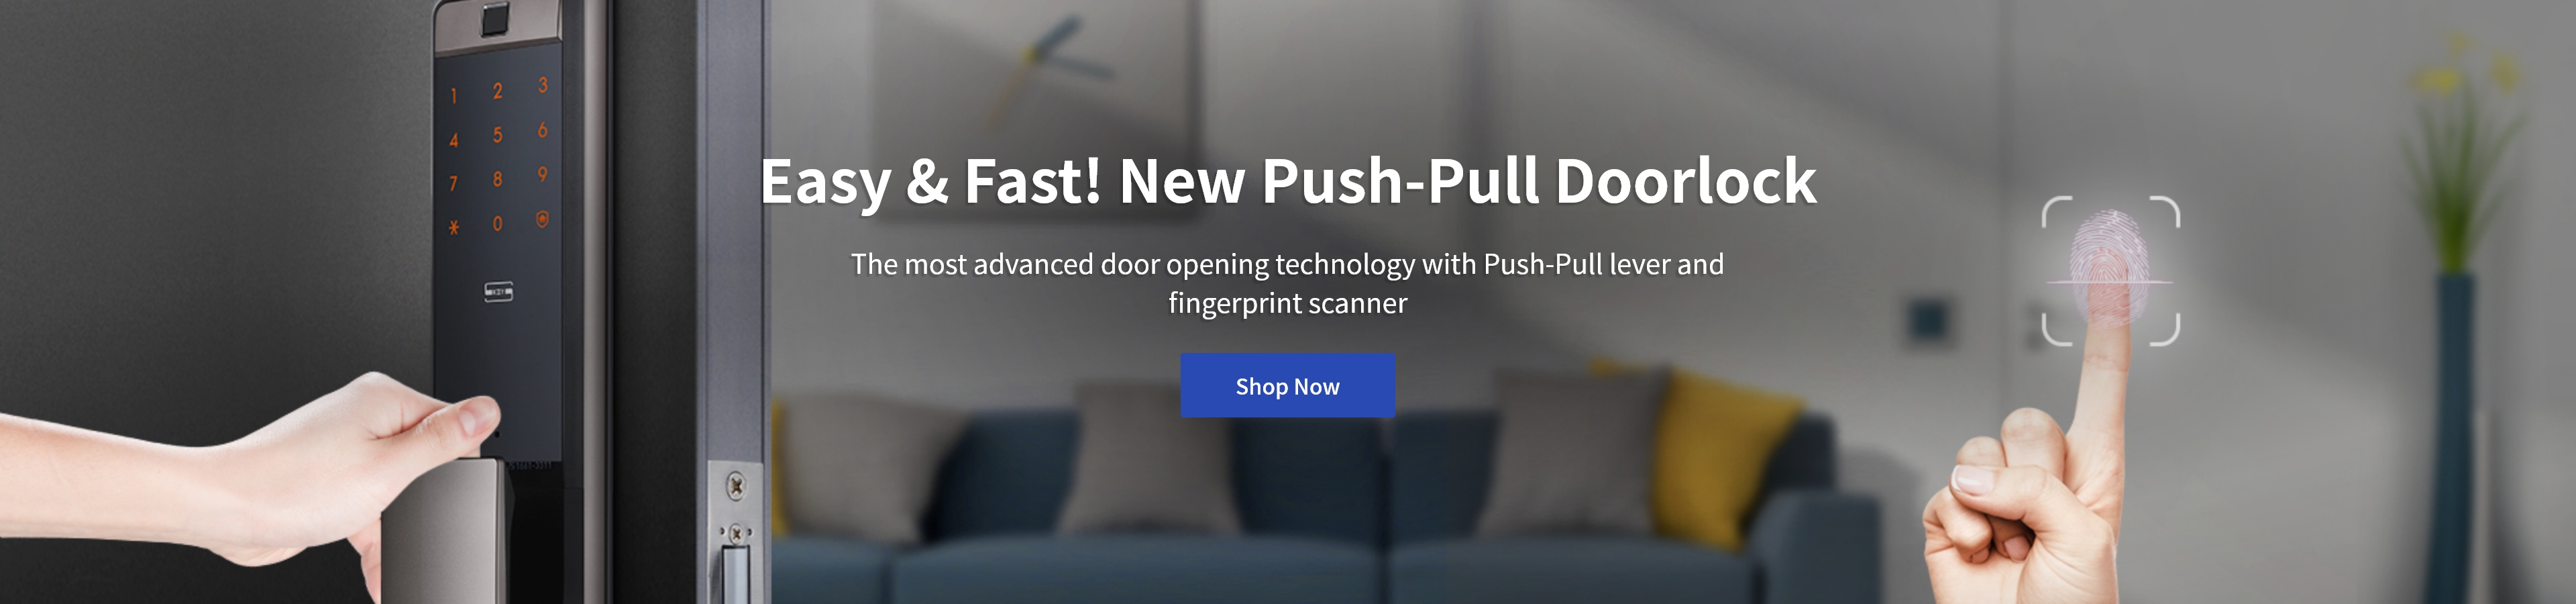 1 2 3
4 5 6
7 8 9
* 0
Easy & Fast! New Push-Pull Doorlock
The most advanced door opening technology with Push-Pull lever and
fingerprint scanner
Shop Now